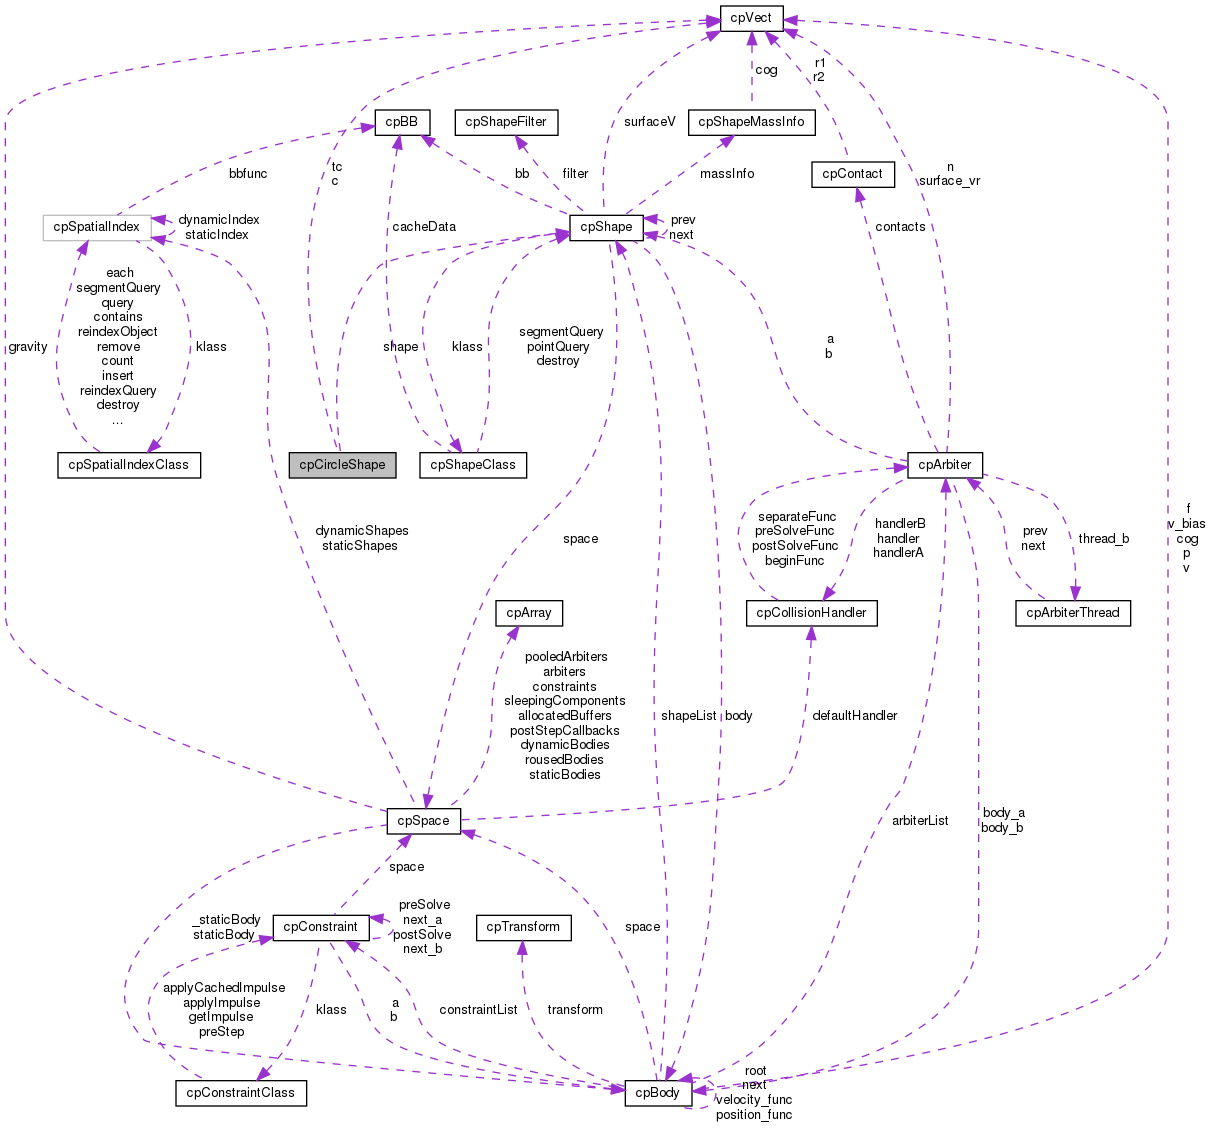 cpVect
cog
r1
r2
cpBB
cpShapeFilter
surfaceV
cpShapeMassInfo
bbfunc
tc
c
bb
filter
massInfo
cpContact
n
surface_vr
cpSpatialIndex
dynamicIndex
staticIndex
cacheData
cpShape
prev
next
contacts
each
segmentQuery
query
contains
reindexObject
remove
count
insert
reindexQuery
destroy
...
gravity
klass
shape
klass
segmentQuery
pointQuery
destroy
a
b
cpSpatialIndexClass
cpCircleShape
cpShapeClass
cpArbiter
dynamicShapes
staticShapes
space
separateFunc
preSolveFunc
postSolveFunc
beginFunc
handlerB
handler
handlerA
prev
next
thread_b
f
v_bias
cog
p
v
cpArray
cpCollisionHandler
cpArbiterThread
pooledArbiters
arbiters
constraints
sleepingComponents
allocatedBuffers
postStepCallbacks
dynamicBodies
rousedBodies
staticBodies
shapeList
body
defaultHandler
cpSpace
arbiterList
body_a
body_b
space
_staticBody
staticBody
cpConstraint
preSolve
next_a
postSolve
next_b
cpTransform
space
applyCachedImpulse
applyImpulse
getImpulse
preStep
klass
a
b
constraintList
transform
cpConstraintClass
cpBody
root
next
velocity_func
position_func